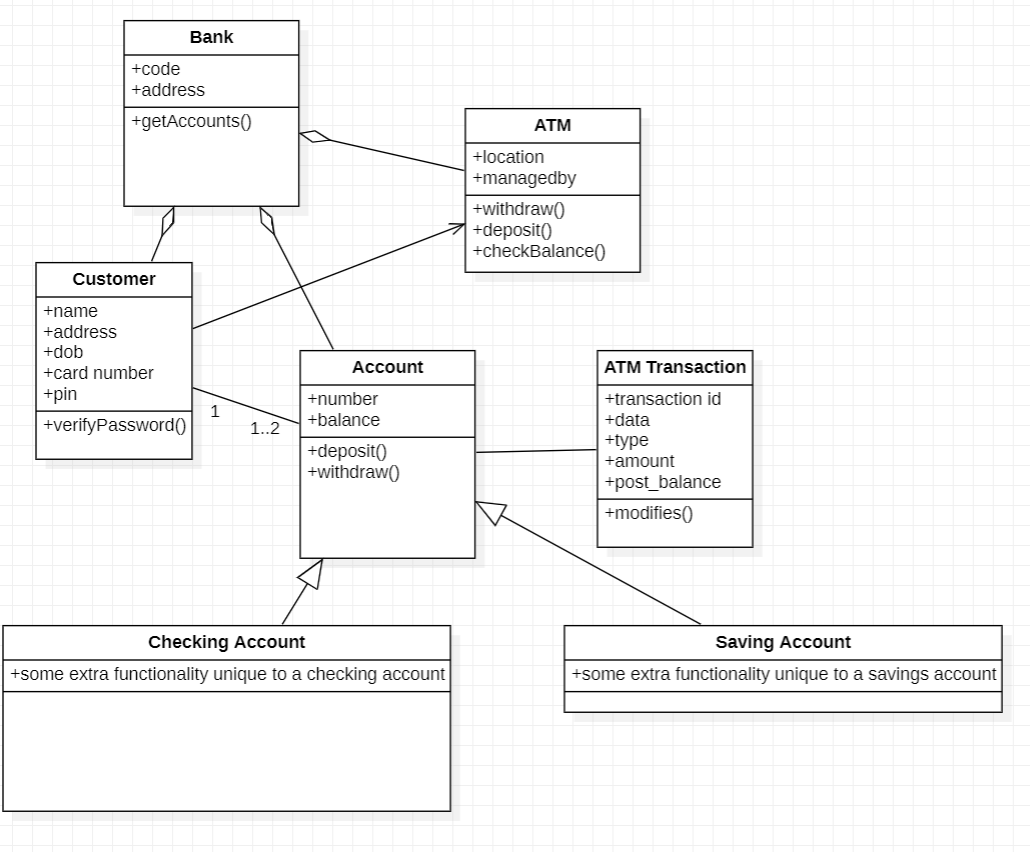 Bank
+code
+address
+getAccounts()
ATM
+location
+managedby
+withdraw()
+deposit()
+checkBalance()
Customer
+name
+address
+dob
+card number
+pin
+verifyPassword()
1
1..2
Account
+number
+balance
+deposit()
+withdraw()
ATM Transaction
+transaction id
+data
+type
+amount
+post_balance
+modifies()
Checking Account
+some extra functionality unique to a checking account
Saving Account
+some extra functionality unique to a savings account